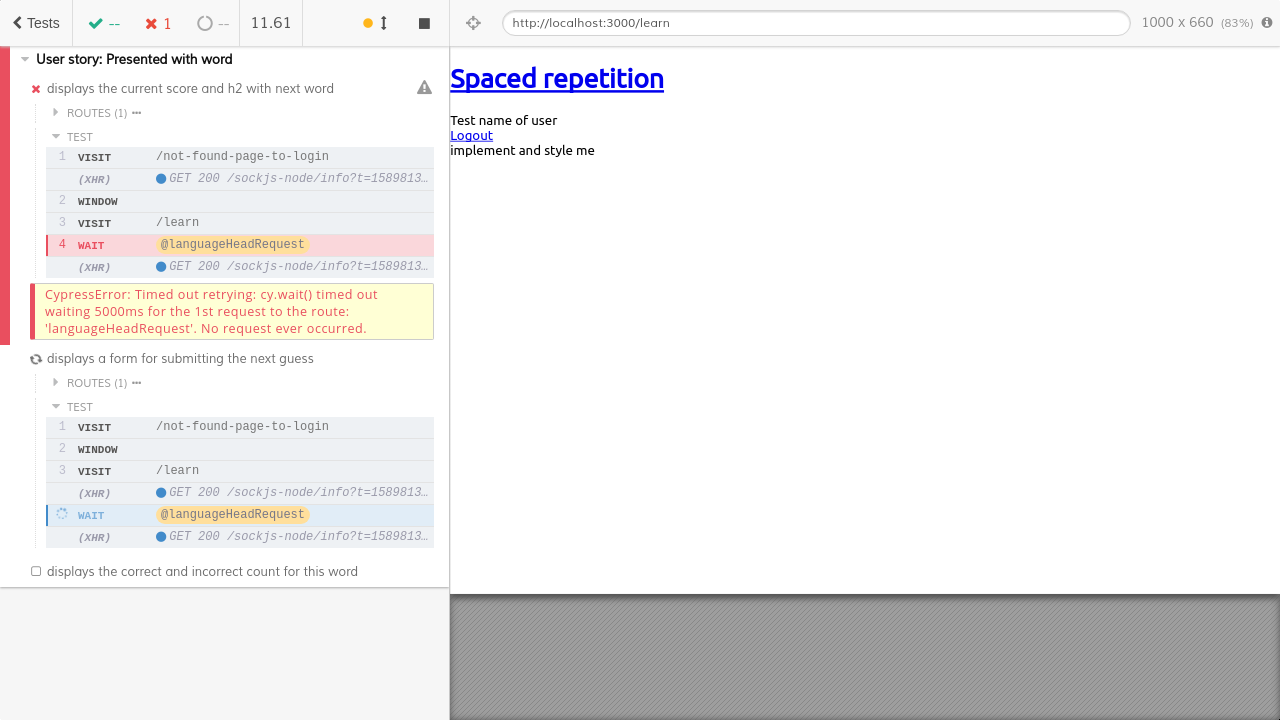 Tests
--
1
--
11.61
http://localhost:3000/learn
1000 x 660 (83%)
User story: Presented with word
displays the current score and h2 with next word
ROUTES (1)
TEST
1 VISIT /not-found-page-to-login
(XHR) GET 200 /sockjs-node/info?t=1589813…
2 WINDOW
3 VISIT /learn
4 WAIT @languageHeadRequest
(XHR) GET 200 /sockjs-node/info?t=1589813…
CypressError: Timed out retrying: cy.wait() timed out
waiting 5000ms for the 1st request to the route:
'languageHeadRequest'. No request ever occurred.
displays a form for submitting the next guess
ROUTES (1)
TEST
1 VISIT /not-found-page-to-login
2 WINDOW
3 VISIT /learn
(XHR) GET 200 /sockjs-node/info?t=1589813…
WAIT @languageHeadRequest
(XHR) GET 200 /sockjs-node/info?t=1589813…
displays the correct and incorrect count for this word
Spaced repetition
Test name of user
Logout
implement and style me